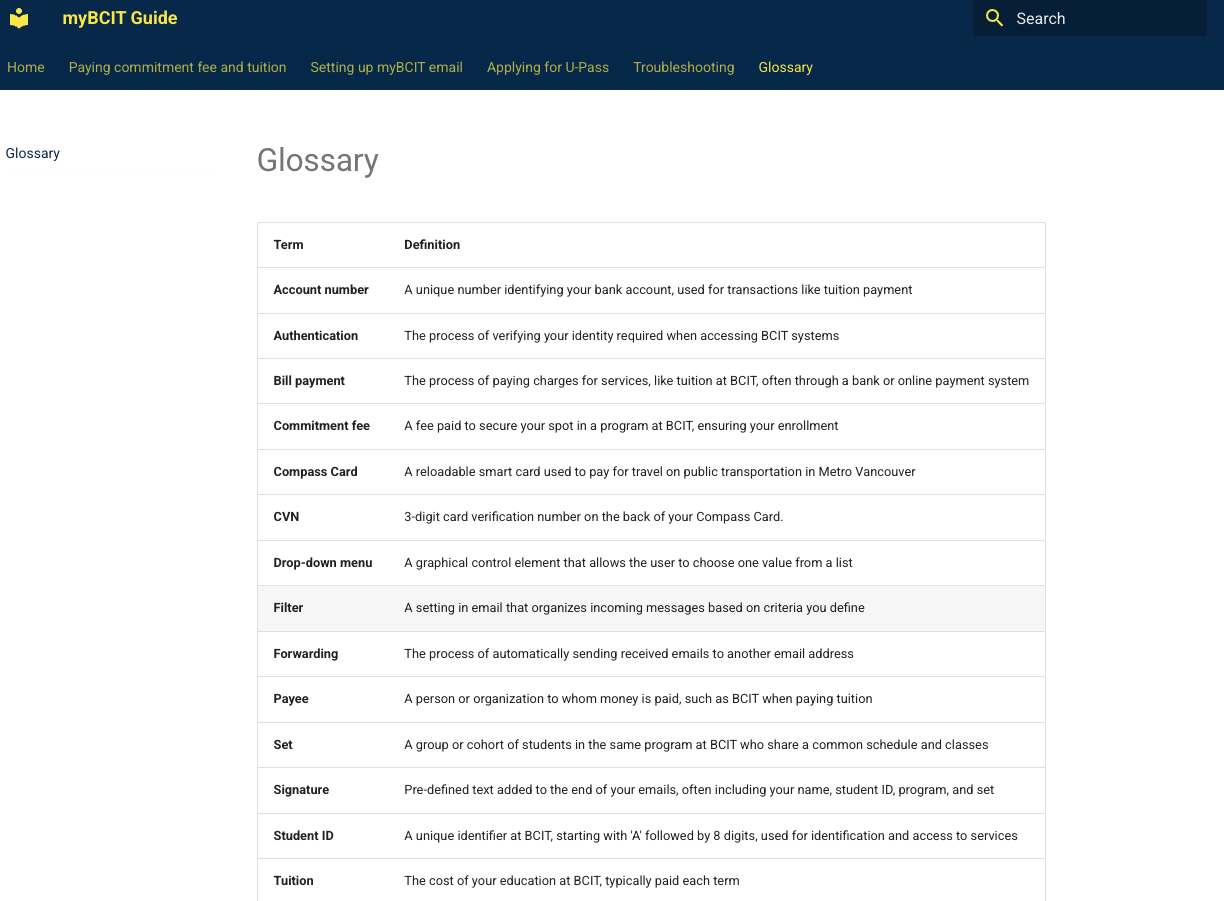 myBCIT Guide
Search
Home Paying commitment fee and tuition Setting up myBCIT email Applying for U-Pass Troubleshooting Glossary
Glossary
Glossary
Term Definition
Account number A unique number identifying your bank account, used for transactions like tuition payment
Authentication The process of verifying your identity required when accessing BCIT systems
Bill payment The process of paying charges for services, like tuition at BCIT, often through a bank or online payment system
Commitment fee A fee paid to secure your spot in a program at BCIT, ensuring your enrollment
Compass Card A reloadable smart card used to pay for travel on public transportation in Metro Vancouver
CVN 3-digit card verification number on the back of your Compass Card.
Drop-down menu A graphical control element that allows the user to choose one value from a list
Filter A setting in email that organizes incoming messages based on criteria you define
Forwarding The process of automatically sending received emails to another email address
Payee A person or organization to whom money is paid, such as BCIT when paying tuition
Set A group or cohort of students in the same program at BCIT who share a common schedule and classes
Signature Pre-defined text added to the end of your emails, often including your name, student ID, program, and set
Student ID A unique identifier at BCIT, starting with 'A' followed by 8 digits, used for identification and access to services
Tuition The cost of your education at BCIT, typically paid each term